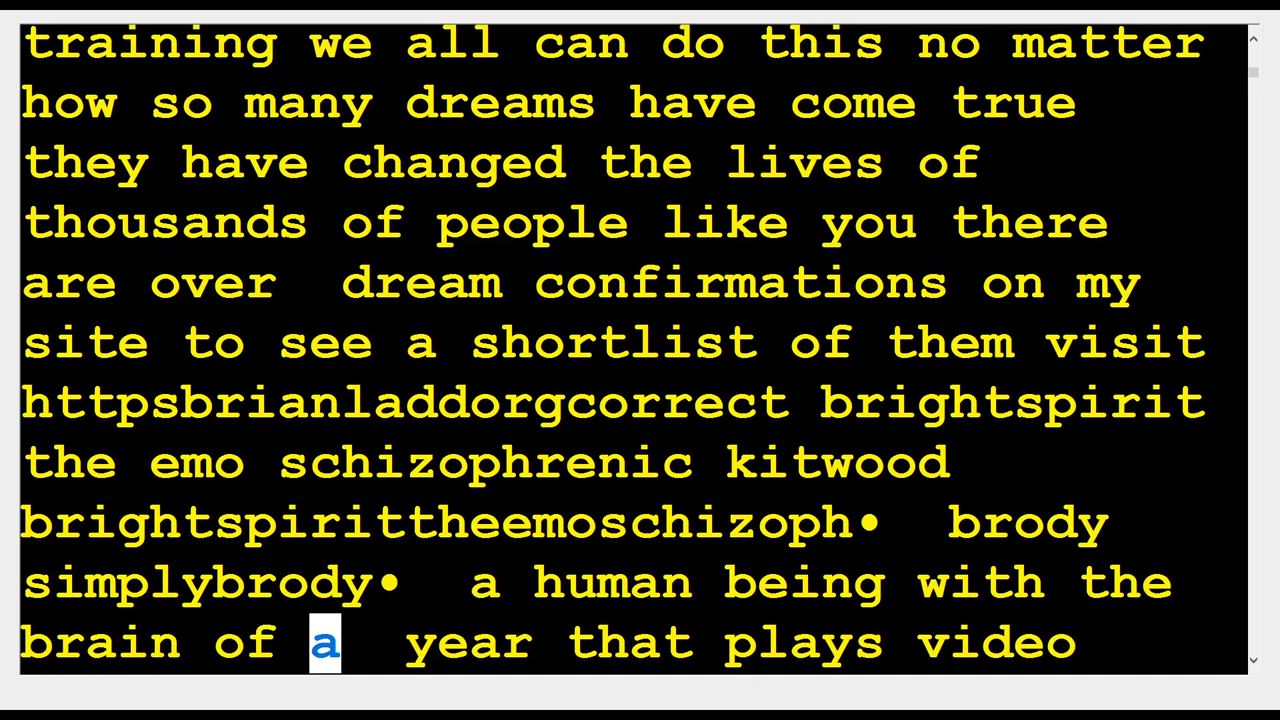 training we all can do this no matter
how so many dreams have come true
they have changed the lives of
thousands of people like you there
are over  dream confirmations on my
site to see a shortlist of them visit
httpsbrianladdorgcorrect brightspirit
the emo schizophrenic kitwood
brightspirittheemoschizoph•  brody
simplybrody•  a human being with the
brain of a  year that plays video